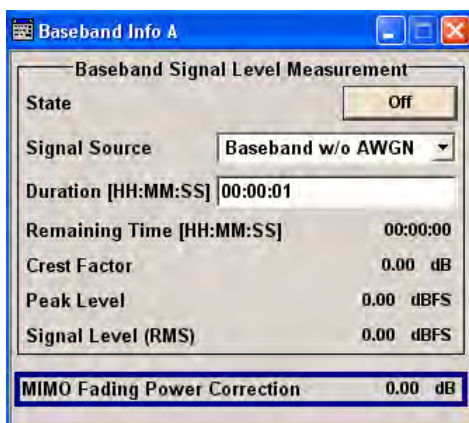 Baseband Info A
Baseband Signal Level Measurement
State Off
Signal Source Baseband w/o AWGN
Duration [HH:MM:SS] 00:00:01
Remaining Time [HH:MM:SS] 00:00:00
Crest Factor 0.00 dB
Peak Level 0.00 dBFS
Signal Level (RMS) 0.00 dBFS
MIMO Fading Power Correction 0.00 dB